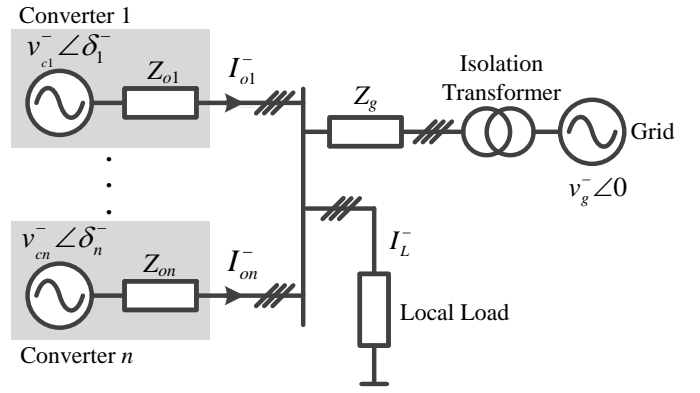 Converter 1
v_{c1}^- ∠δ_1^-
Z_{o1}
I_{o1}^-
Z_g
Isolation
Transformer
Grid
v_g^- ∠0
v_{cn}^- ∠δ_n^-
Z_{on}
I_{on}^-
I_L^-
Local Load
Converter n